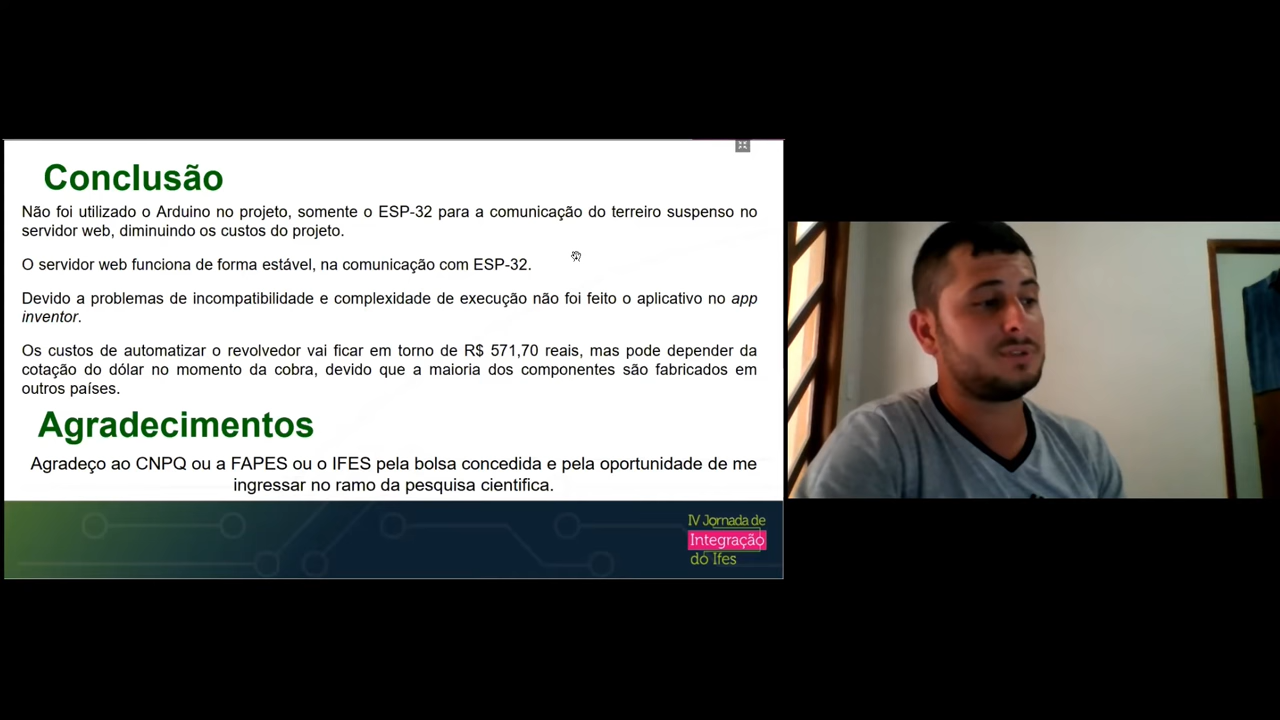 Conclusão
Não foi utilizado o Arduino no projeto, somente o ESP-32 para a comunicação do terreiro suspenso no
servidor web, diminuindo os custos do projeto.
O servidor web funciona de forma estável, na comunicação com ESP-32.
Devido a problemas de incompatibilidade e complexidade de execução não foi feito o aplicativo no app
inventor.
Os custos de automatizar o revolvedor vai ficar em torno de R$ 571,70 reais, mas pode depender da
cotação do dólar no momento da cobra, devido que a maioria dos componentes são fabricados em
outros países.
Agradecimentos
Agradeço ao CNPQ ou a FAPES ou o IFES pela bolsa concedida e pela oportunidade de me
ingressar no ramo da pesquisa cientifica.
IV Jornada de
Integração
do Ifes